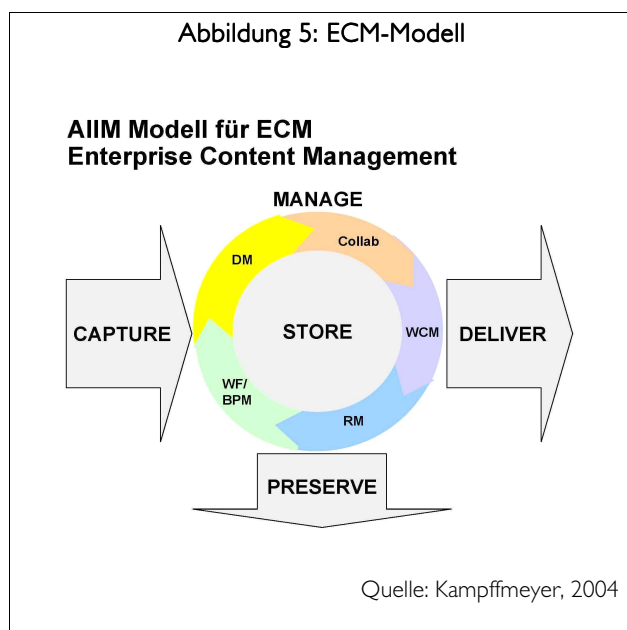 Abbildung 5: ECM-Modell
AIIM Modell für ECM
Enterprise Content Management
MANAGE
Collab
DM
CAPTURE
STORE
WCM
DELIVER
WF/
BPM
RM
PRESERVE
Quelle: Kampffmeyer, 2004